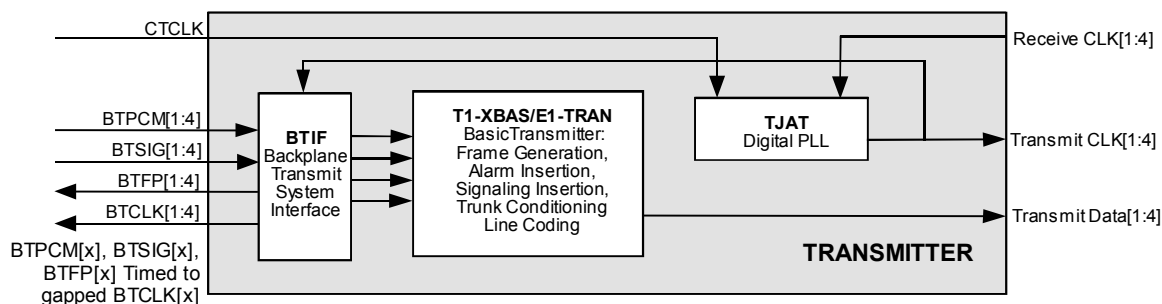 CTCLK
Receive CLK[1:4]
BTPCM[1:4]
BTSIG[1:4]
BTFP[1:4]
BTCLK[1:4]
BTPCM[x], BTSIG[x],
BTFP[x] Timed to
gapped BTCLK[x]
BTIF
Backplane
Transmit
System
Interface
T1-XBAS/E1-TRAN
BasicTransmitter:
Frame Generation,
Alarm Insertion,
Signaling Insertion,
Trunk Conditioning
Line Coding
TJAT
Digital PLL
Transmit CLK[1:4]
Transmit Data[1:4]
TRANSMITTER